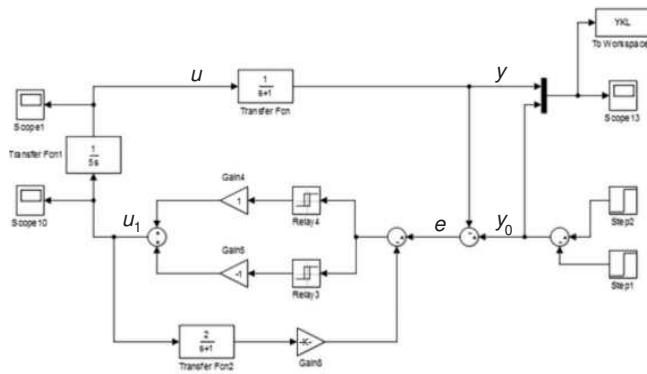 YKL
To Workspace
u
1
s+1
Transfer Fcn
y
Scope1
Scope13
Transfer Fcn1
1
5s
Gain4
1
Relay4
Scope10
u1
e
y0
Step2
Gain5
-1
Relay3
Step1
2
s+1
Transfer Fcn2
-K-